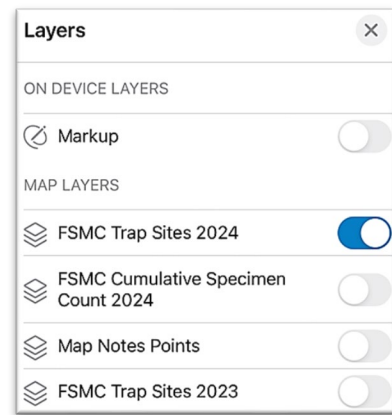 Layers
ON DEVICE LAYERS
Markup
MAP LAYERS
FSMC Trap Sites 2024
FSMC Cumulative Specimen
Count 2024
Map Notes Points
FSMC Trap Sites 2023